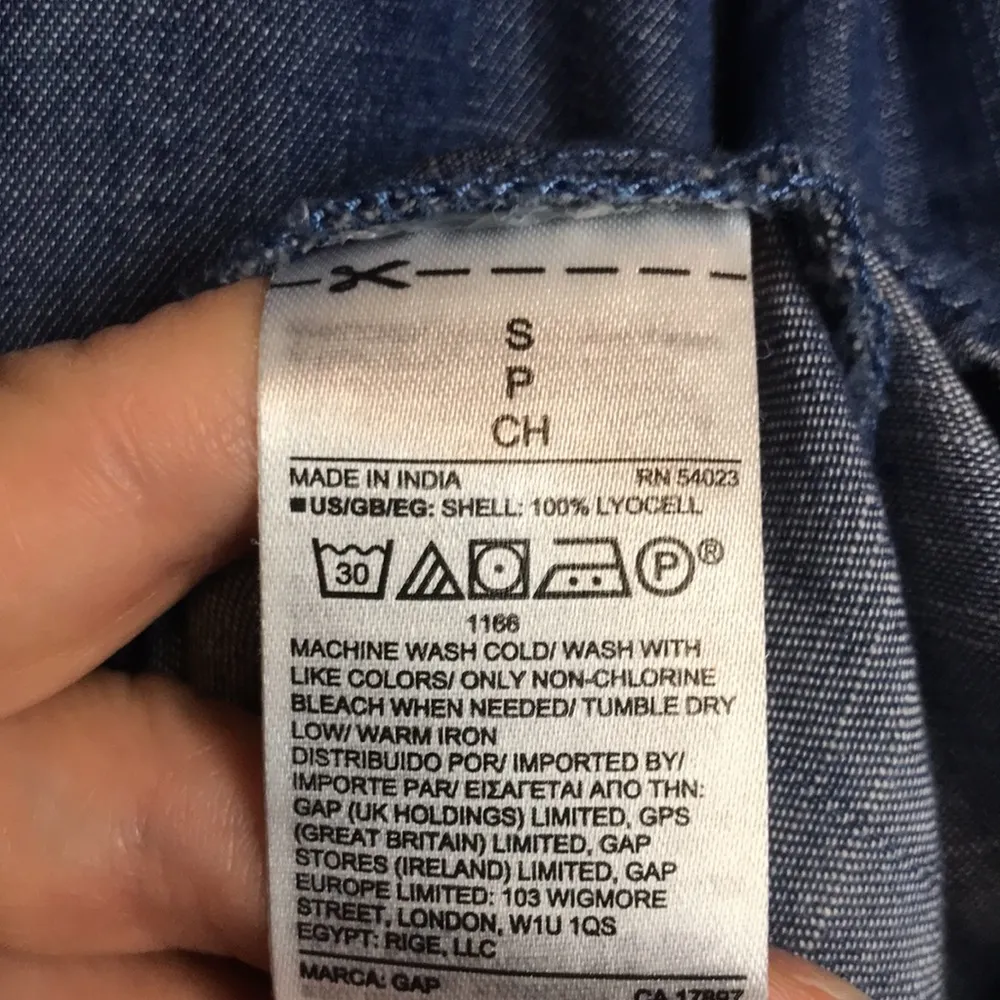 S
P
CH
MADE IN INDIA RN 54023
■US/GB/EG: SHELL: 100% LYOCELL
30 P®
1166
MACHINE WASH COLD/ WASH WITH
LIKE COLORS/ ONLY NON-CHLORINE
BLEACH WHEN NEEDED/ TUMBLE DRY
LOW/ WARM IRON
DISTRIBUIDO POR/ IMPORTED BY/
IMPORTE PAR/ ΕΙΣΑΓΕΤΑΙ ΑΠΟ ΤΗΝ:
GAP (UK HOLDINGS) LIMITED, GPS
(GREAT BRITAIN) LIMITED, GAP
STORES (IRELAND) LIMITED, GAP
EUROPE LIMITED: 103 WIGMORE
STREET, LONDON, W1U 1QS
EGYPT: RIGE, LLC
MARCA: GAP CA 17897